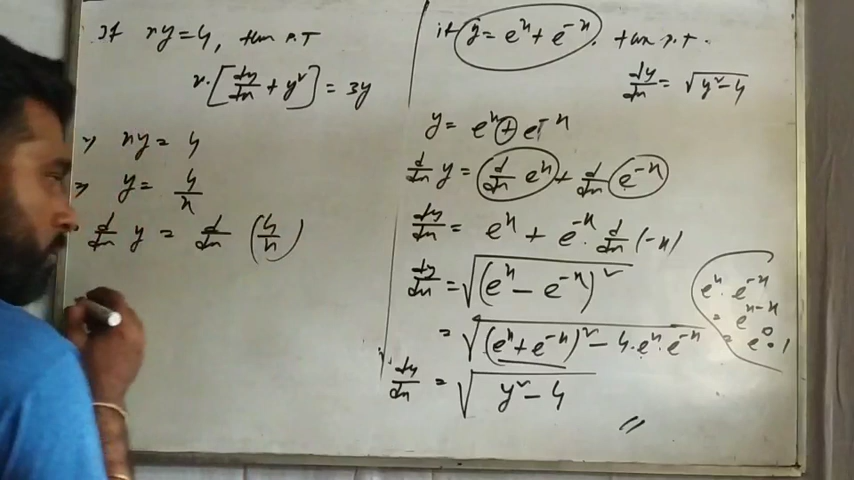 If xy=4, then P.T
x·[dy/dx + y²] = 3y
⇒ xy = 4
⇒ y = 4/x
d/dx y = d/dx (4/x)
if y = eˣ + e⁻ˣ, then P.T.
dy/dx = √(y²-4)
y = eˣ + e⁻ˣ
d/dx y = d/dx eˣ + d/dx e⁻ˣ
dy/dx = eˣ + e⁻ˣ · d/dx (-x)
dy/dx = √((eˣ - e⁻ˣ)²)
= √((eˣ + e⁻ˣ)² - 4·eˣ·e⁻ˣ)
dy/dx = √(y²-4)
eˣ · e⁻ˣ
= eˣ⁻ˣ
= e⁰ = 1